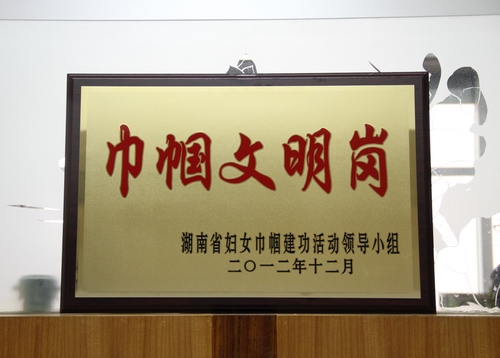 巾帼文明岗
湖南省妇女巾帼建功活动领导小组
二〇一二年十二月